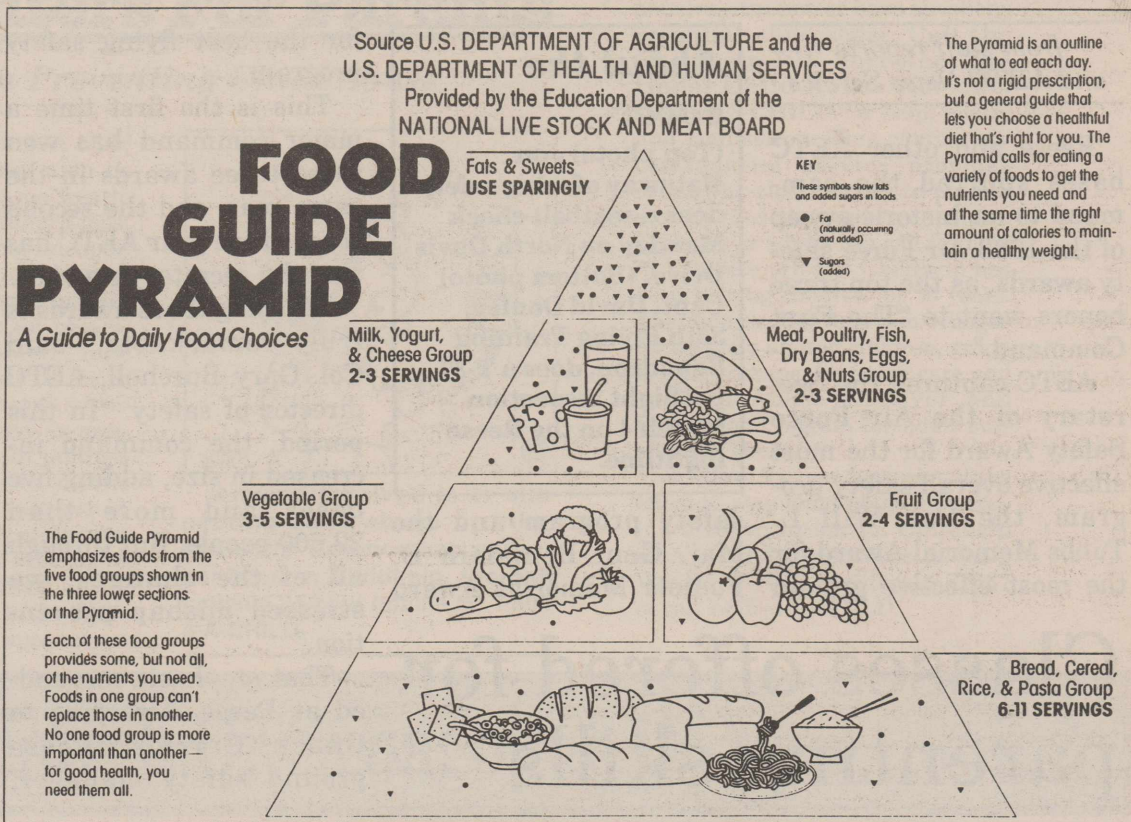 Source U.S. DEPARTMENT OF AGRICULTURE and the
U.S. DEPARTMENT OF HEALTH AND HUMAN SERVICES
Provided by the Education Department of the
NATIONAL LIVE STOCK AND MEAT BOARD
FOOD
GUIDE
PYRAMID
A Guide to Daily Food Choices
The Pyramid is an outline
of what to eat each day.
It's not a rigid prescription,
but a general guide that
lets you choose a healthful
diet that's right for you. The
Pyramid calls for eating a
variety of foods to get the
nutrients you need and
at the same time the right
amount of calories to main-
tain a healthy weight.
KEY
These symbols show fats
and added sugars in foods
Fat
(naturally occurring
and added)
Sugars
(added)
Fats & Sweets
USE SPARINGLY
Milk, Yogurt,
& Cheese Group
2-3 SERVINGS
Meat, Poultry, Fish,
Dry Beans, Eggs,
& Nuts Group
2-3 SERVINGS
Vegetable Group
3-5 SERVINGS
Fruit Group
2-4 SERVINGS
The Food Guide Pyramid
emphasizes foods from the
five food groups shown in
the three lower sections
of the Pyramid.
Each of these food groups
provides some, but not all,
of the nutrients you need.
Foods in one group can't
replace those in another.
No one food group is more
important than another—
for good health, you
need them all.
Bread, Cereal,
Rice, & Pasta Group
6-11 SERVINGS